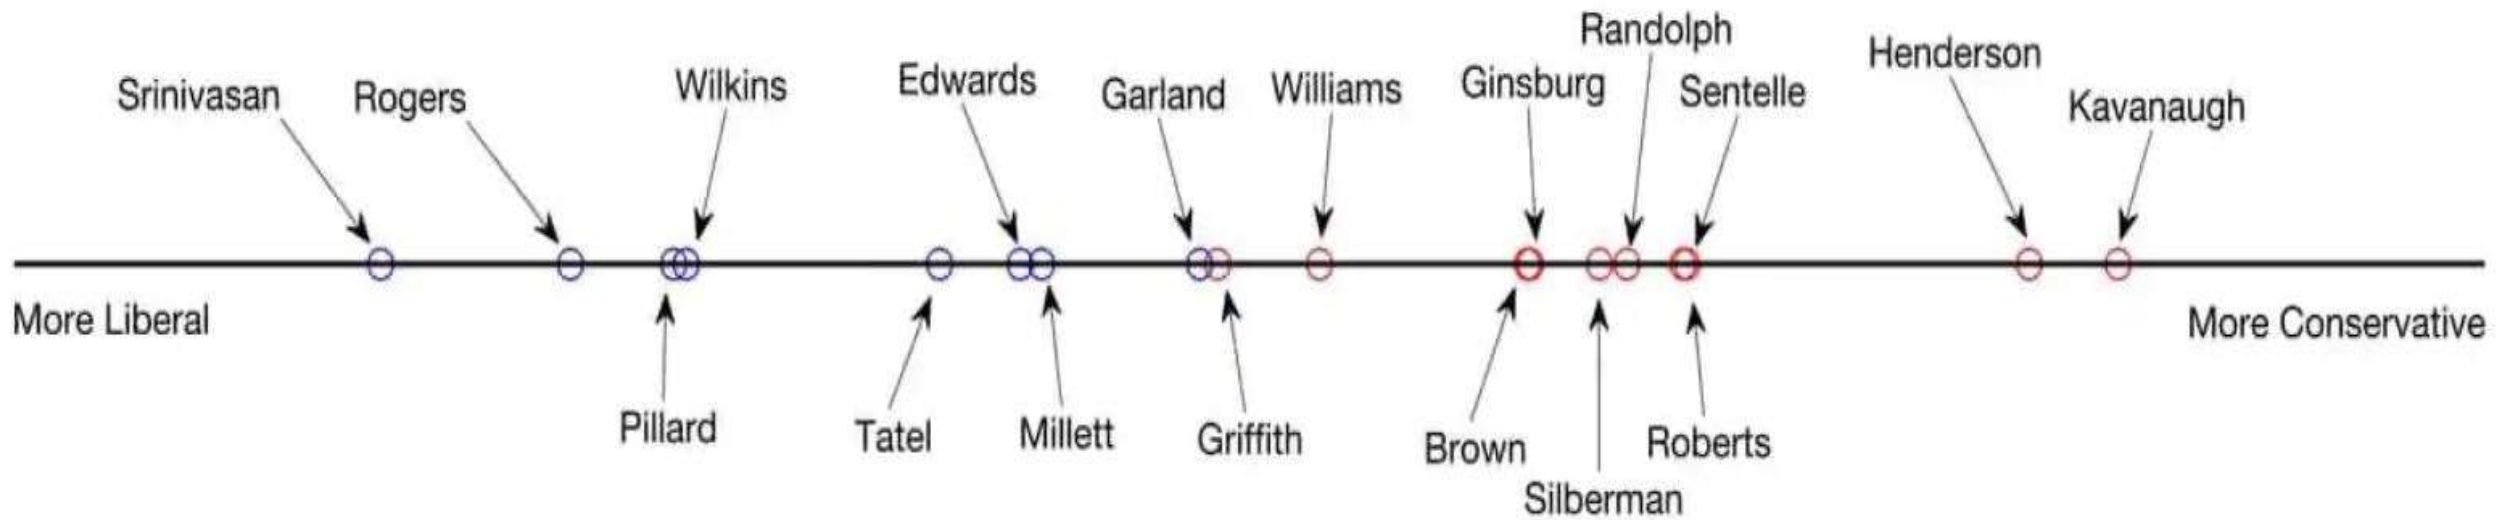 Randolph
Henderson
Srinivasan
Rogers
Wilkins
Edwards
Garland
Williams
Ginsburg
Sentelle
Kavanaugh
More Liberal
More Conservative
Pillard
Tatel
Millett
Griffith
Brown
Roberts
Silberman